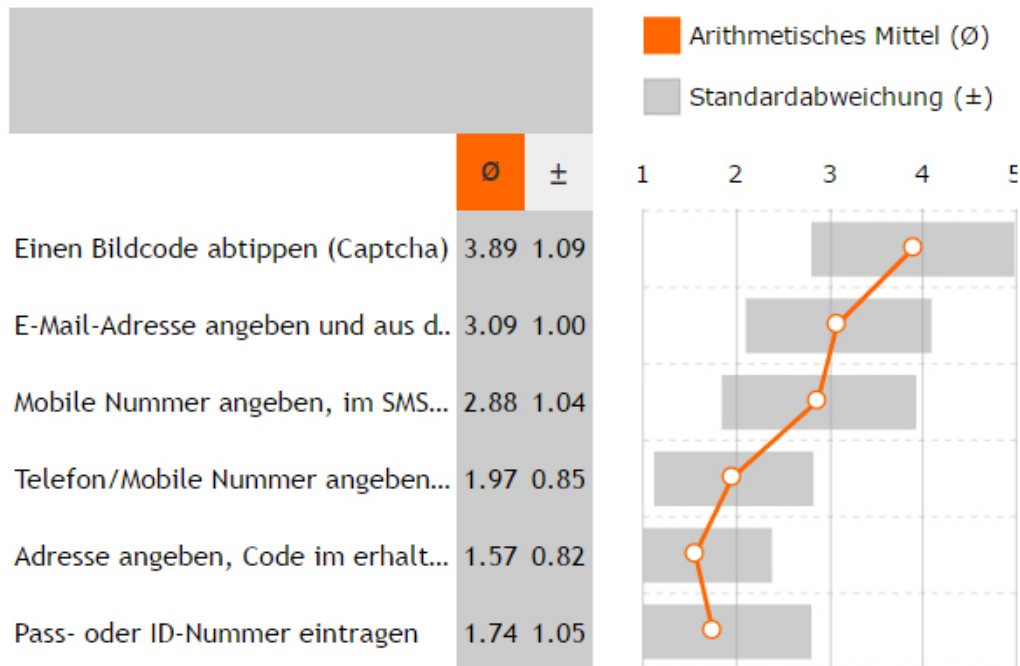 Arithmetisches Mittel (Ø)
Standardabweichung (±)
Ø ± 1 2 3 4 5
Einen Bildcode abtippen (Captcha) 3.89 1.09
E-Mail-Adresse angeben und aus d.. 3.09 1.00
Mobile Nummer angeben, im SMS... 2.88 1.04
Telefon/Mobile Nummer angeben... 1.97 0.85
Adresse angeben, Code im erhalt... 1.57 0.82
Pass- oder ID-Nummer eintragen 1.74 1.05